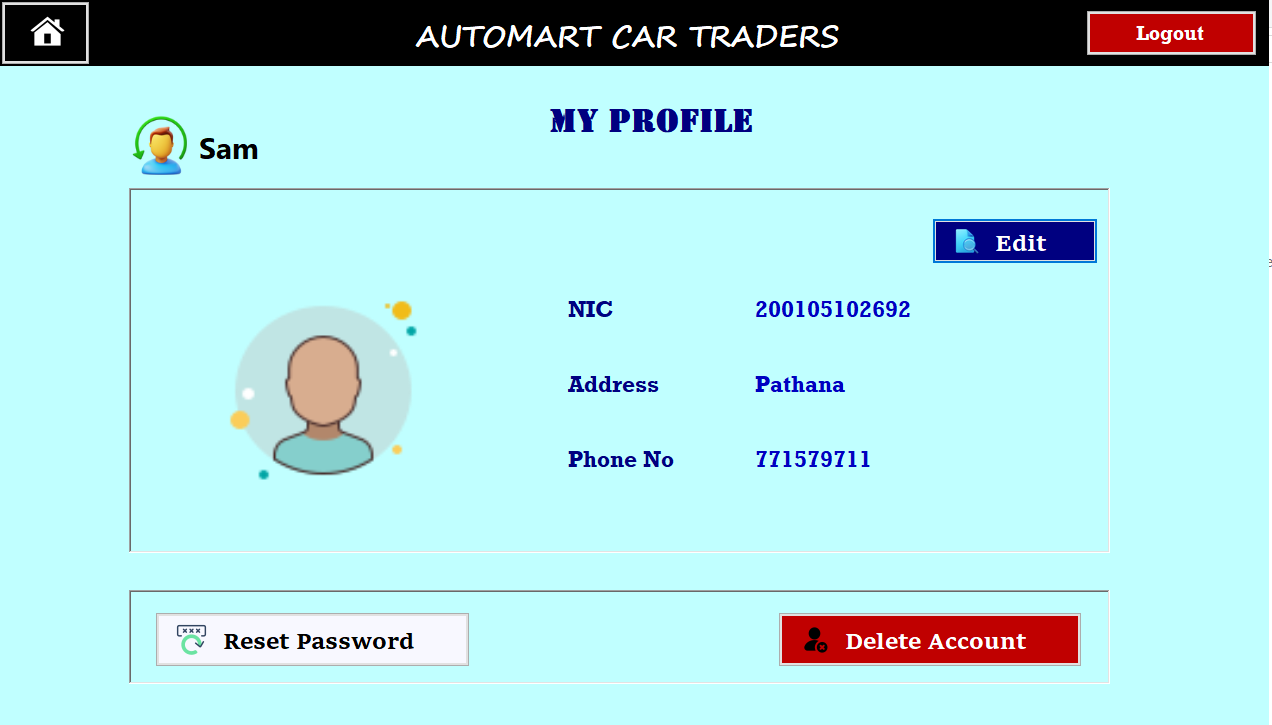 AUTOMART CAR TRADERS
Logout
MY PROFILE
Sam
Edit
NIC 200105102692
Address Pathana
Phone No 771579711
Reset Password
Delete Account